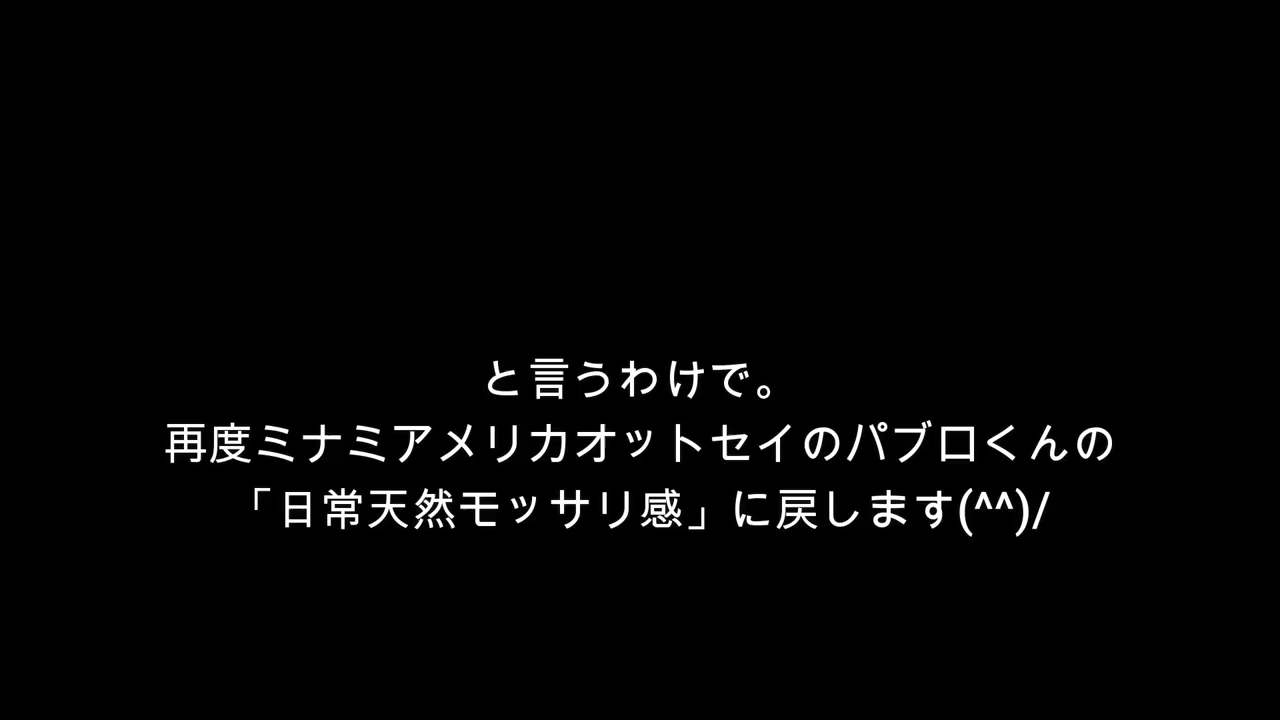 と言うわけで。
再度ミナミアメリカオットセイのパブロくんの
「日常天然モッサリ感」に戻します(^^)/